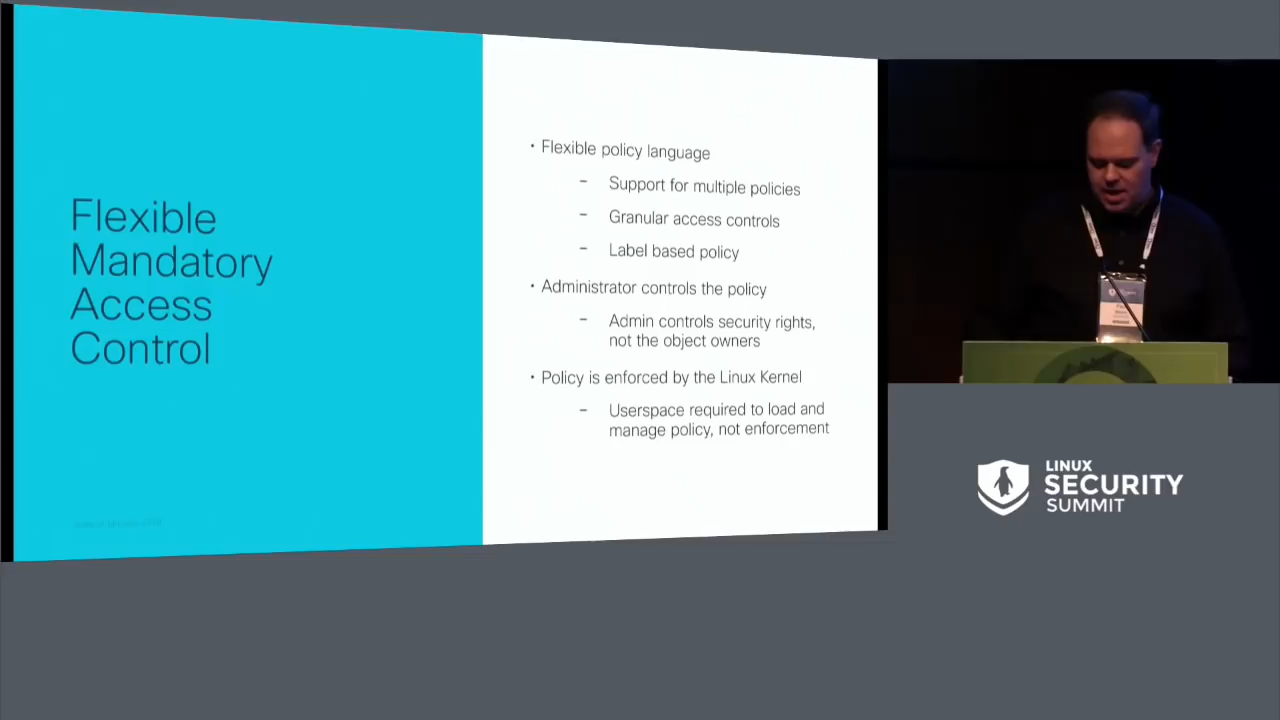 Flexible
Mandatory
Access
Control
• Flexible policy language
– Support for multiple policies
– Granular access controls
– Label based policy
• Administrator controls the policy
– Admin controls security rights,
not the object owners
• Policy is enforced by the Linux Kernel
– Userspace required to load and
manage policy, not enforcement
LINUX
SECURITY
SUMMIT